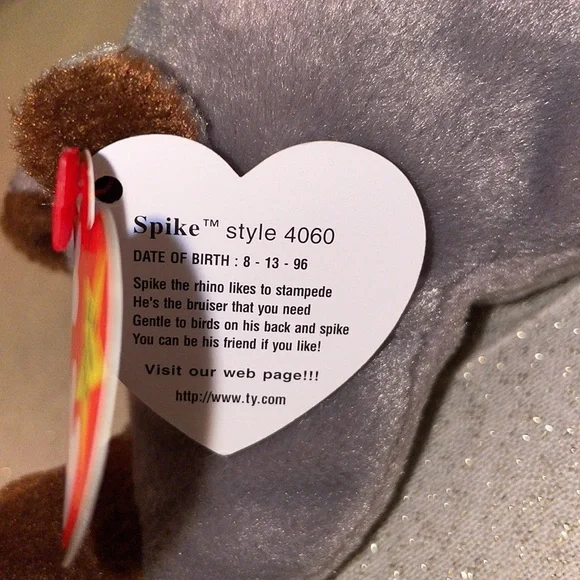 Spike™ style 4060
DATE OF BIRTH : 8 - 13 - 96
Spike the rhino likes to stampede
He's the bruiser that you need
Gentle to birds on his back and spike
You can be his friend if you like!
Visit our web page!!!
http://www.ty.com